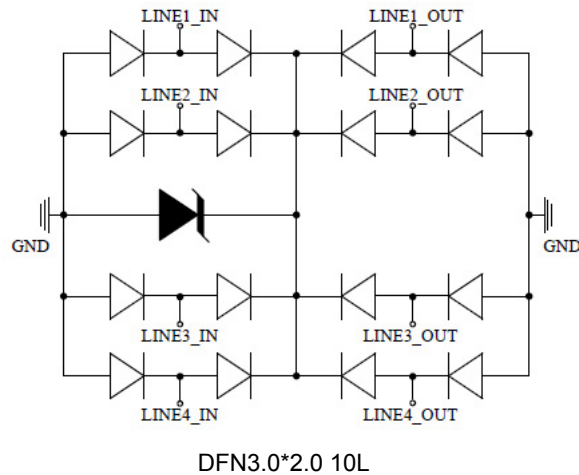 LINE1_IN LINE1_OUT
LINE2_IN LINE2_OUT
GND GND
LINE3_IN LINE3_OUT
LINE4_IN LINE4_OUT
DFN3.0*2.0 10L